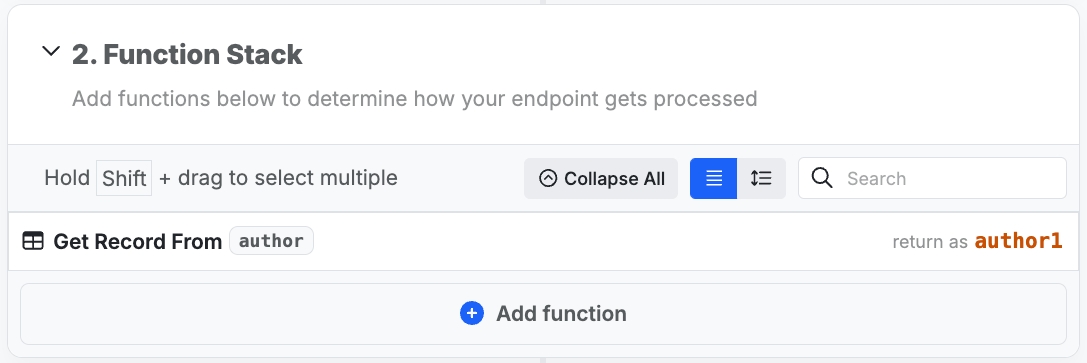 2. Function Stack
Add functions below to determine how your endpoint gets processed
Hold Shift + drag to select multiple
Collapse All
Search
Get Record From author
return as author1
Add function